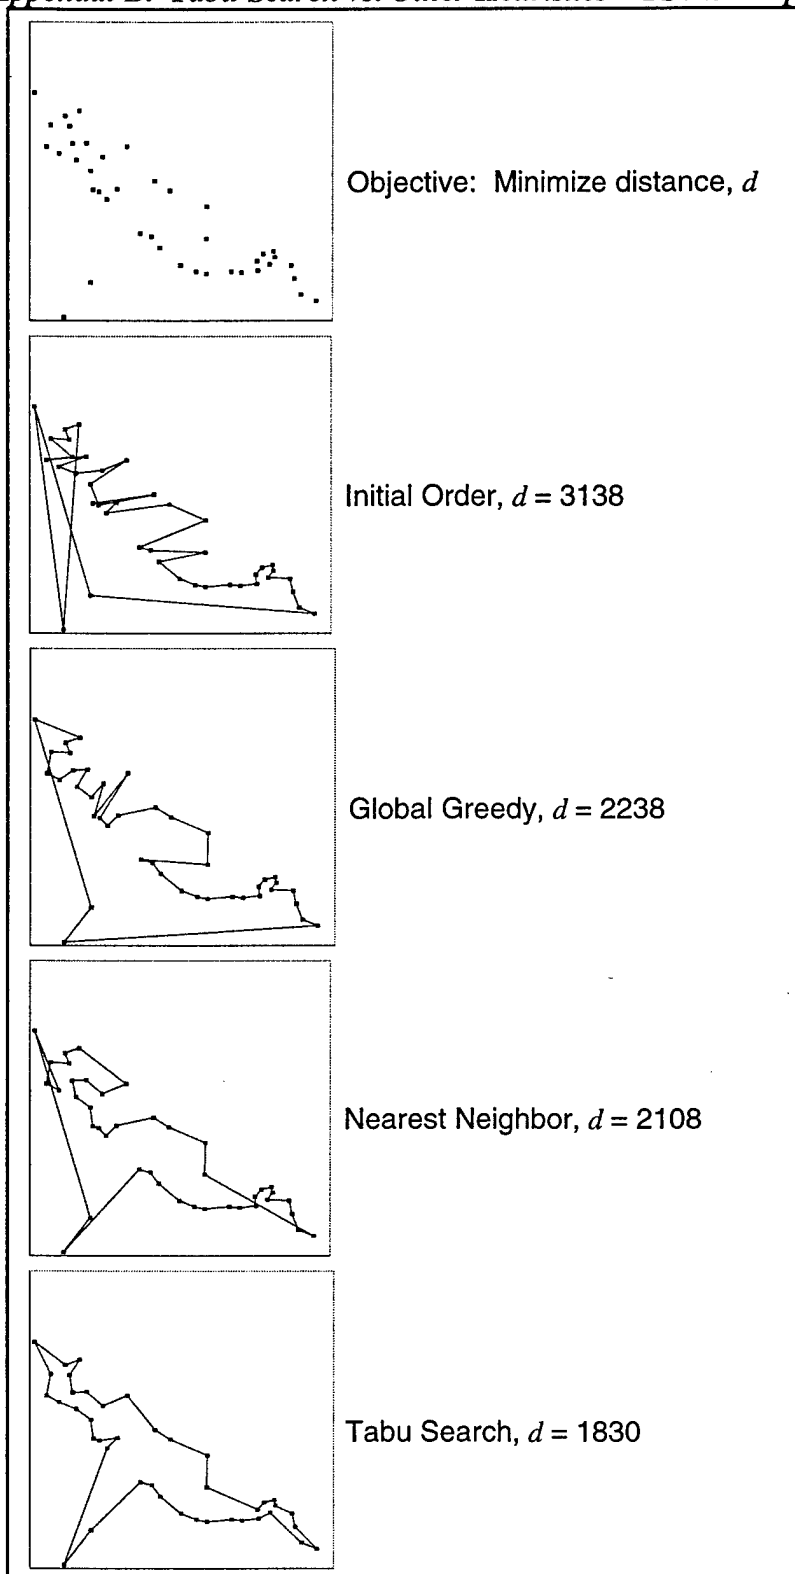 Objective: Minimize distance, d
Initial Order, d = 3138
Global Greedy, d = 2238
Nearest Neighbor, d = 2108
Tabu Search, d = 1830